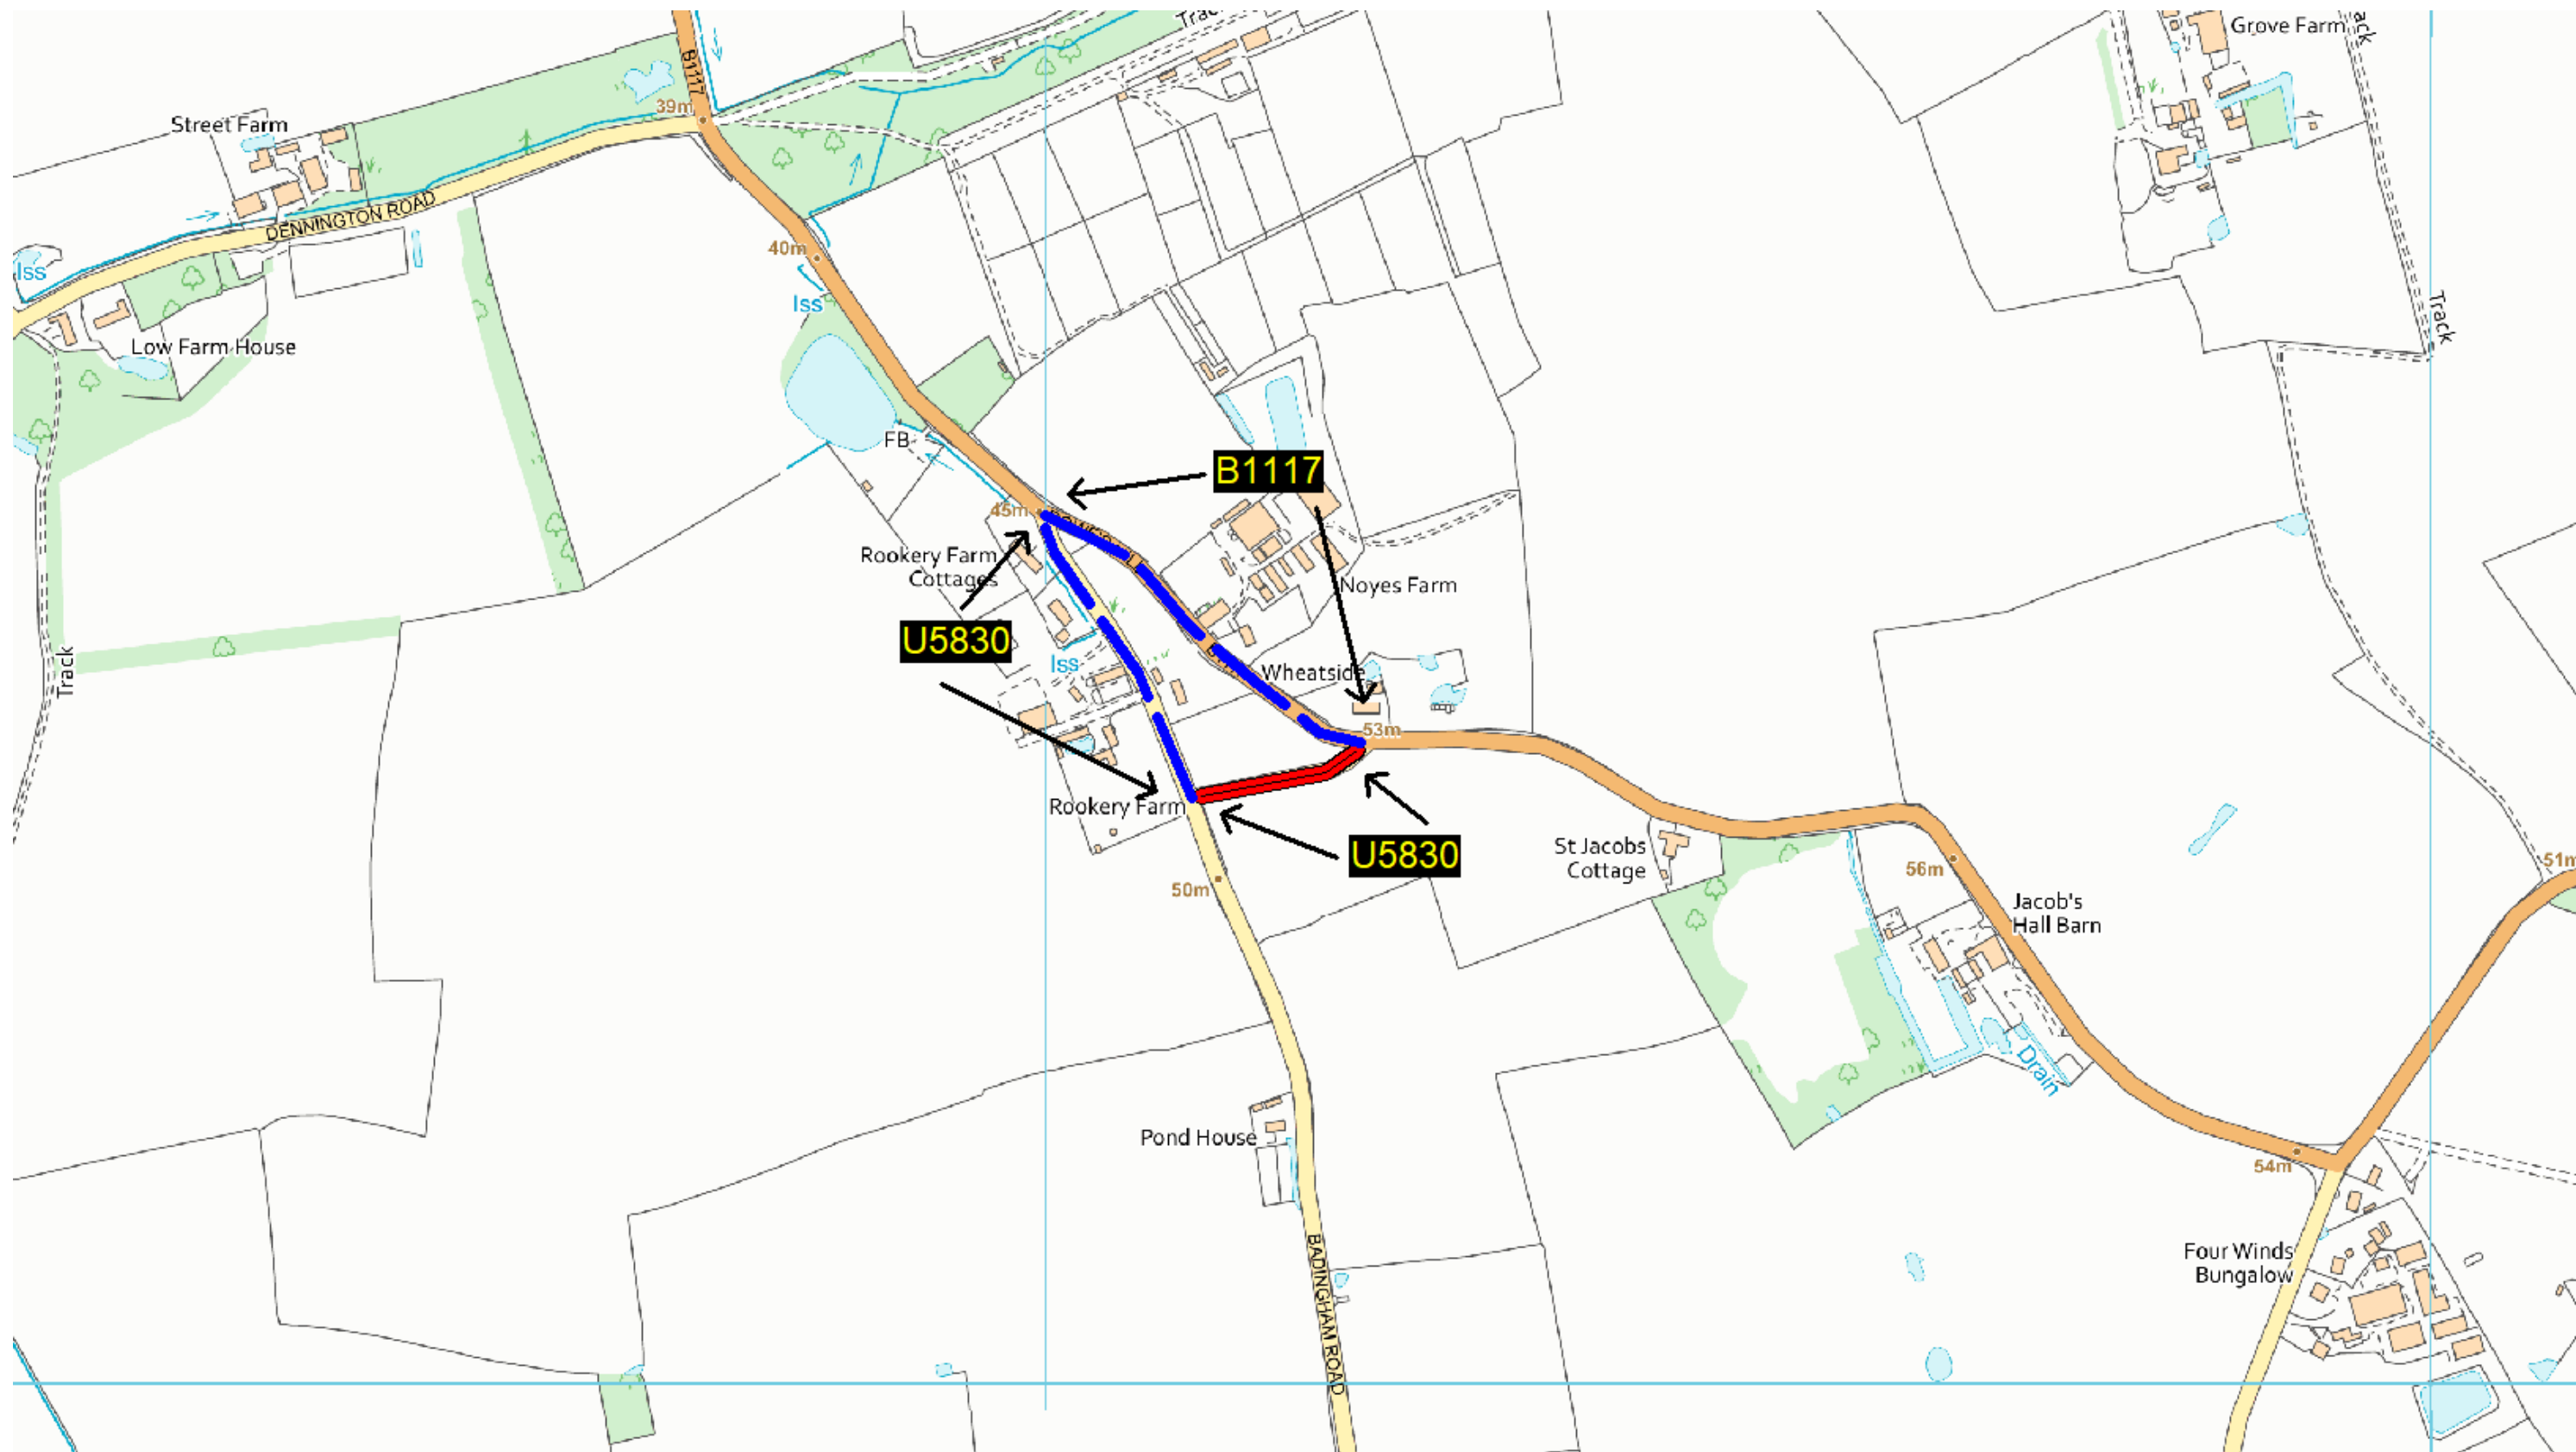 Track
Grove Farm
Track
B1117
39m
Street Farm
DENNINGTON ROAD
40m
Iss
Iss
Track
Low Farm House
FB
B1117
45m
Rookery Farm
Cottages
Noyes Farm
U5830
Iss
Track
Wheatside
53m
Rookery Farm
U5830
St Jacobs
Cottage
56m
51m
50m
Jacob's
Hall Barn
Drain
Pond House
54m
Four Winds
Bungalow
BADINGHAM ROAD